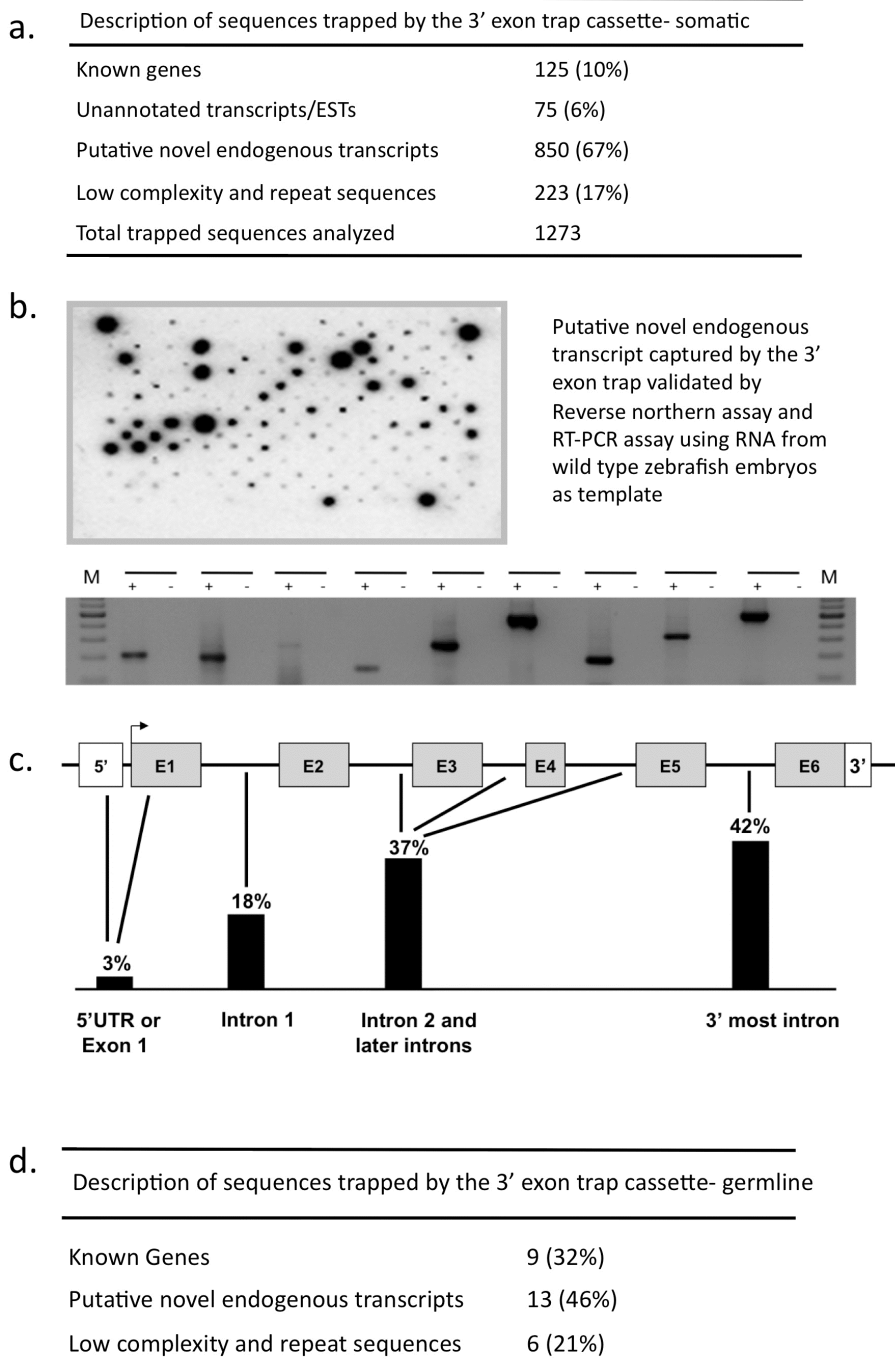 a.
Description of sequences trapped by the 3’ exon trap cassette- somatic
Known genes 125 (10%)
Unannotated transcripts/ESTs 75 (6%)
Putative novel endogenous transcripts 850 (67%)
Low complexity and repeat sequences 223 (17%)
Total trapped sequences analyzed 1273
b.
Putative novel endogenous
transcript captured by the 3’
exon trap validated by
Reverse northern assay and
RT-PCR assay using RNA from
wild type zebrafish embryos
as template
M M
+ - + - + - + - + - + - + - + - + -
c.
5’ E1 E2 E3 E4 E5 E6 3’
3% 18% 37% 42%
5’UTR or
Exon 1
Intron 1
Intron 2 and
later introns
3’ most intron
d.
Description of sequences trapped by the 3’ exon trap cassette- germline
Known Genes 9 (32%)
Putative novel endogenous transcripts 13 (46%)
Low complexity and repeat sequences 6 (21%)